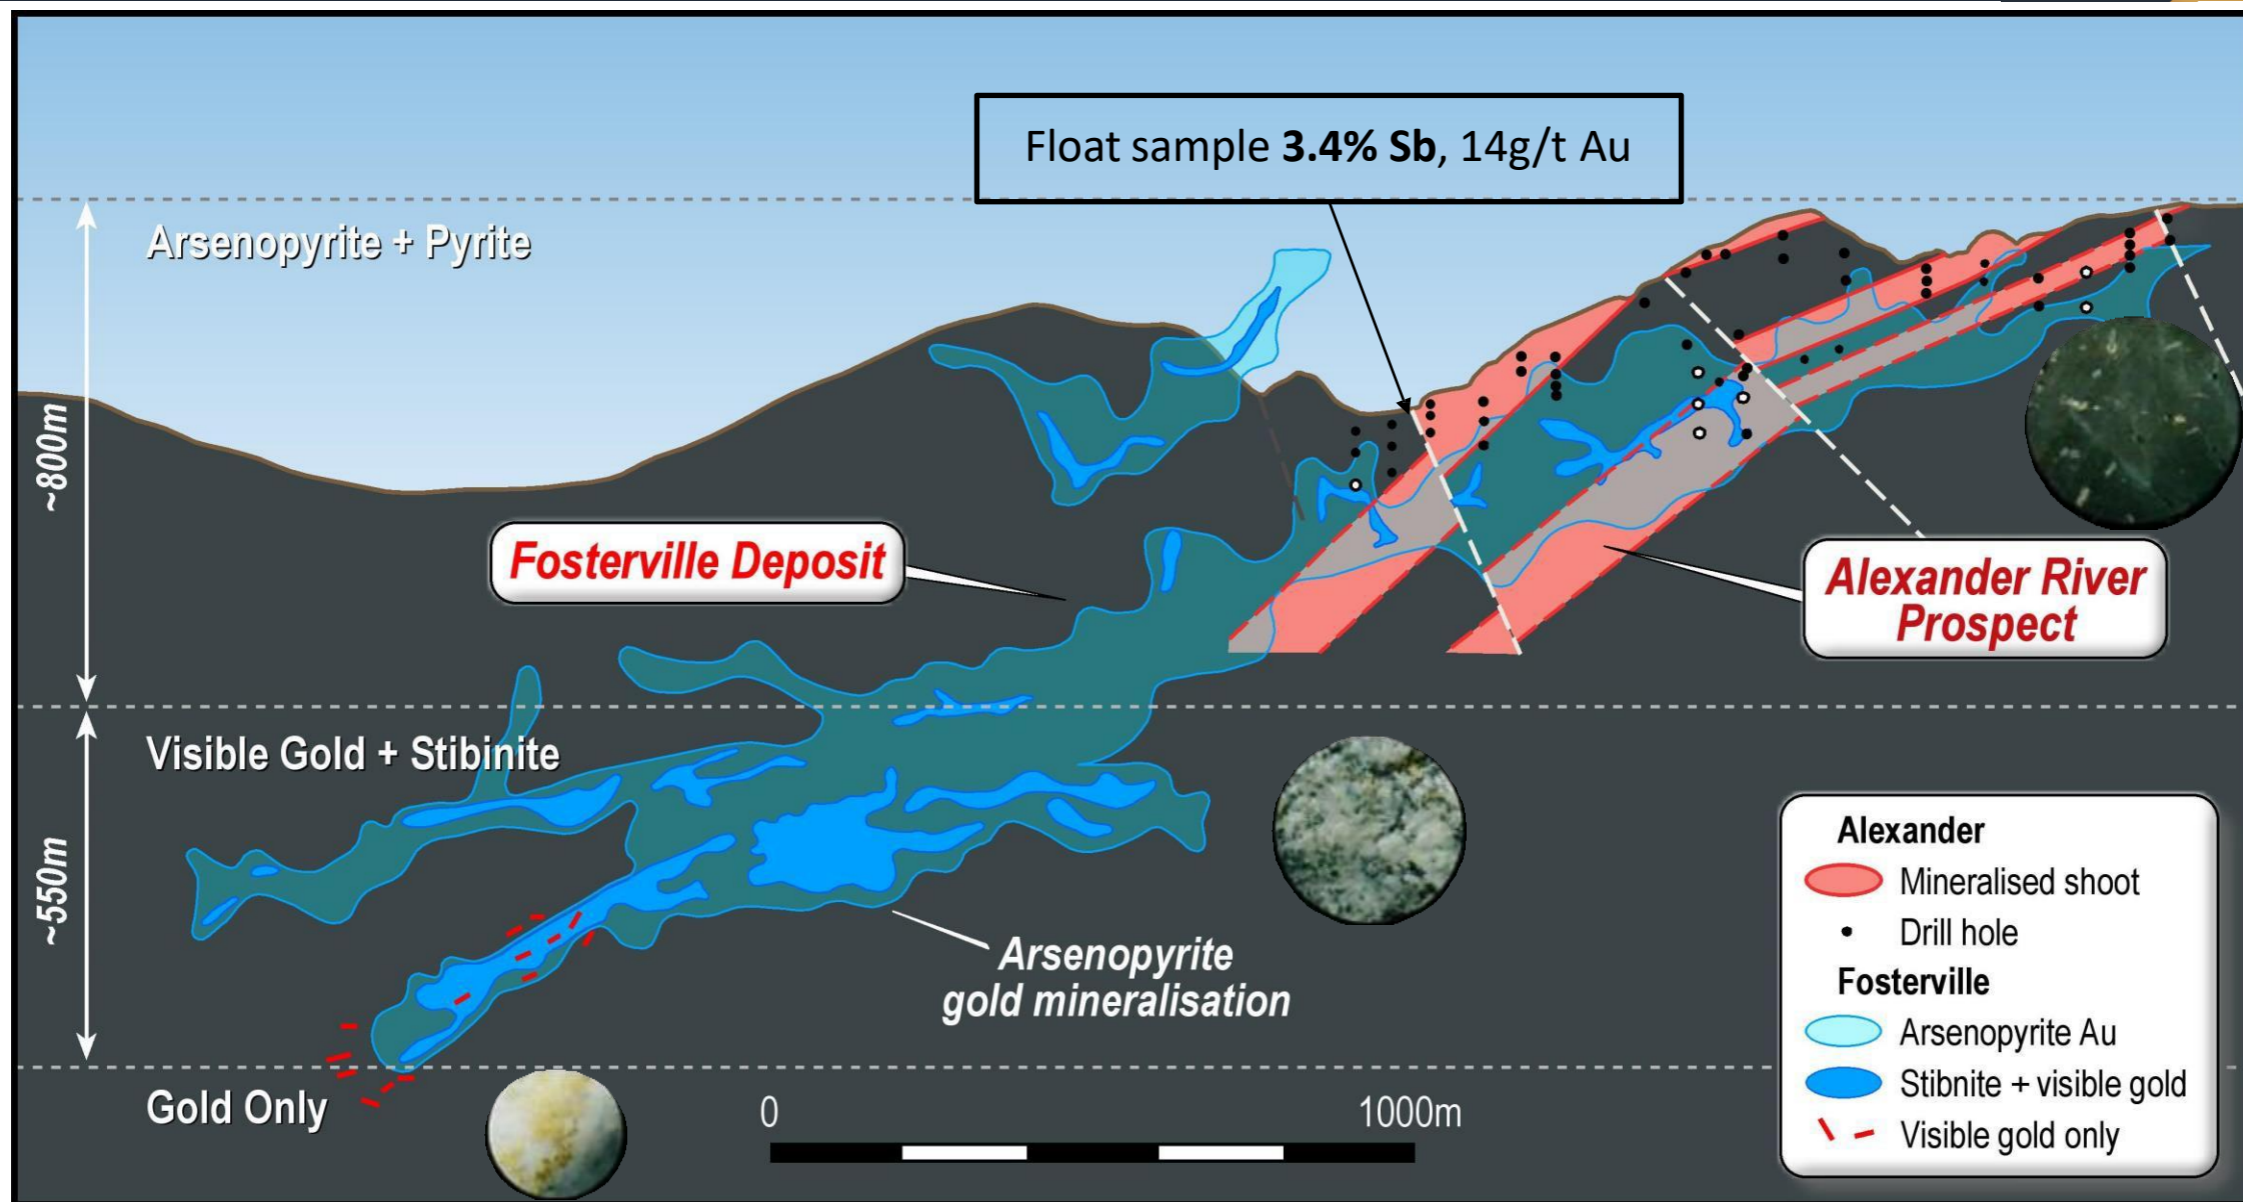 Float sample 3.4% Sb, 14g/t Au
Arsenopyrite + Pyrite
~800m
Fosterville Deposit
Alexander River
Prospect
Visible Gold + Stibinite
~550m
Arsenopyrite
gold mineralisation
Gold Only
0
1000m
Alexander
Mineralised shoot
Drill hole
Fosterville
Arsenopyrite Au
Stibnite + visible gold
Visible gold only